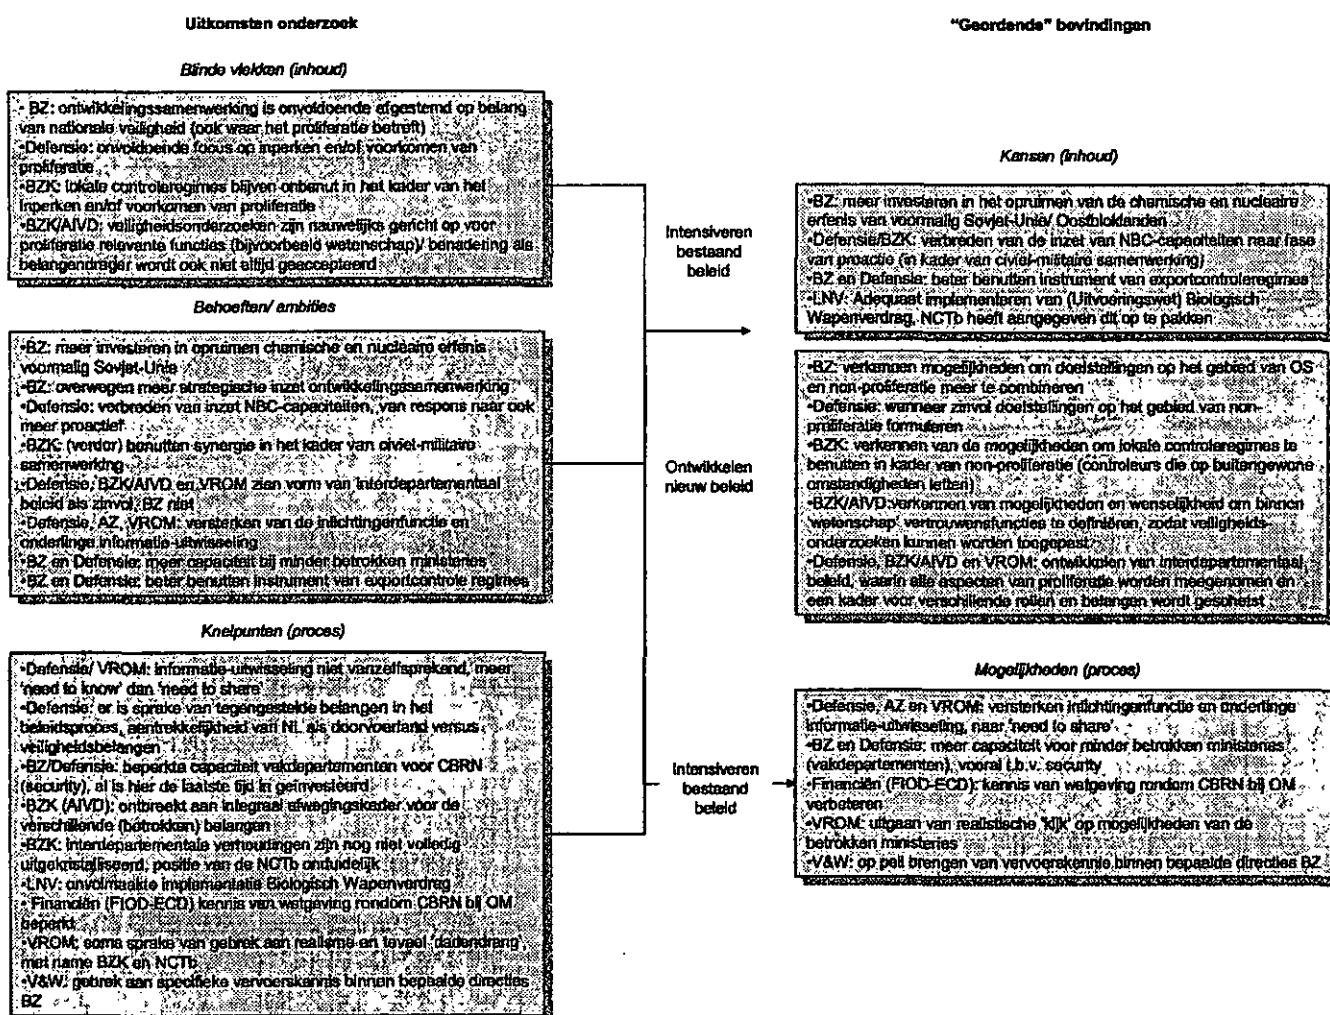 Uitkomsten onderzoek
Blinde vlekken (inhoud)
• BZ: ontwikkelingssamenwerking is onvoldoende afgestemd op belang
van nationale veiligheid (ook waar het proliferatie betreft)
•Defensie: onvoldoende focus op inperken en/of voorkomen van
proliferatie
•BZK: lokale controleregimes blijven onbenut in het kader van het
inperken en/of voorkomen van proliferatie
•BZK/AIVD: veiligheidsonderzoeken zijn nauwelijks gericht op voor
proliferatie relevante functies (bijvoorbeeld wetenschap)/ benadering als
belangendrager wordt ook niet altijd geaccepteerd
Behoeften/ ambities
•BZ: meer investeren in opruimen chemische en nucleaire erfenis
voormalig Sovjet-Unie
•BZ: overwegen meer strategische inzet ontwikkelingssamenwerking
•Defensie: verbreden van inzet NBC-capaciteiten, van respons naar ook
meer proactief
•BZK: (verder) benutten synergie in het kader van civiel-militaire
samenwerking
•Defensie, BZK/AIVD en VROM zien vorm van interdepartementaal
beleid als zinvol, BZ niet
•Defensie, AZ, VROM: versterken van de inlichtingenfunctie en
onderlinge informatie-uitwisseling
•BZ en Defensie: meer capaciteit bij minder betrokken ministeries
•BZ en Defensie: beter benutten instrument van exportcontrole regimes
Knelpunten (proces)
•Defensie/ VROM: informatie-uitwisseling niet vanzelfsprekend, meer
'need to know' dan 'need to share'
•Defensie: er is sprake van tegengestelde belangen in het
beleidsproces, aantrekkelijkheid van NL als doorvoerland versus
veiligheidsbelangen
•BZ/Defensie: beperkte capaciteit vakdepartementen voor CBRN
(security), al is hier de laatste tijd in geïnvesteerd
•BZK (AIVD): ontbreekt aan integraal afwegingskader voor de
verschillende (betrokken) belangen
•BZK: interdepartementale verhoudingen zijn nog niet volledig
uitgekristalliseerd, positie van de NCTb onduidelijk
•LNV: onvolmaakte implementatie Biologisch Wapenverdrag
• Financiën (FIOD-ECD) kennis van wetgeving rondom CBRN bij OM
beperkt
•VROM: soms sprake van gebrek aan realisme en teveel 'dadendrang',
met name BZK en NCTb
•V&W: gebrek aan specifieke vervoerskennis binnen bepaalde directies
BZ
Intensiveren
bestaand
beleid
Ontwikkelen
nieuw beleid
Intensiveren
bestaand
beleid
"Geordende" bevindingen
Kansen (inhoud)
•BZ: meer investeren in het opruimen van de chemische en nucleaire
erfenis van voormalig Sovjet-Unie/ Oostbloklanden
•Defensie/BZK: verbreden van de inzet van NBC-capaciteiten naar fase
van proactie (in kader van civiel-militaire samenwerking)
•BZ en Defensie: beter benutten instrument van exportcontroleregimes
•LNV: Adequaat implementeren van (Uitvoeringswet) Biologisch
Wapenverdrag, NCTb heeft aangegeven dit op te pakken
•BZ: verkennen mogelijkheden om doelstellingen op het gebied van OS
en non-proliferatie meer te combineren
•Defensie: wanneer zinvol doelstellingen op het gebied van non-
proliferatie formuleren
•BZK: verkennen van de mogelijkheden om lokale controleregimes te
benutten in kader van non-proliferatie (controleurs die op buitengewone
omstandigheden letten)
•BZK/AIVD:verkennen van mogelijkheden en wenselijkheid om binnen
'wetenschap' vertrouwensfuncties te definiëren, zodat veiligheids-
onderzoeken kunnen worden toegepast
•Defensie, BZK/AIVD en VROM: ontwikkelen van interdepartementaal
beleid, waarin alle aspecten van proliferatie worden meegenomen en
een kader voor verschillende rollen en belangen wordt geschetst
Mogelijkheden (proces)
•Defensie, AZ en VROM: versterken inlichtingenfunctie en onderlinge
informatie-uitwisseling, naar 'need to share'
•BZ en Defensie: meer capaciteit voor minder betrokken ministeries
(vakdepartementen), vooral t.b.v. security
•Financiën (FIOD-ECD): kennis van wetgeving rondom CBRN bij OM
verbeteren
•VROM: uitgaan van realistische 'kijk' op mogelijkheden van de
betrokken ministeries
•V&W: op peil brengen van vervoerskennis binnen bepaalde directies BZ